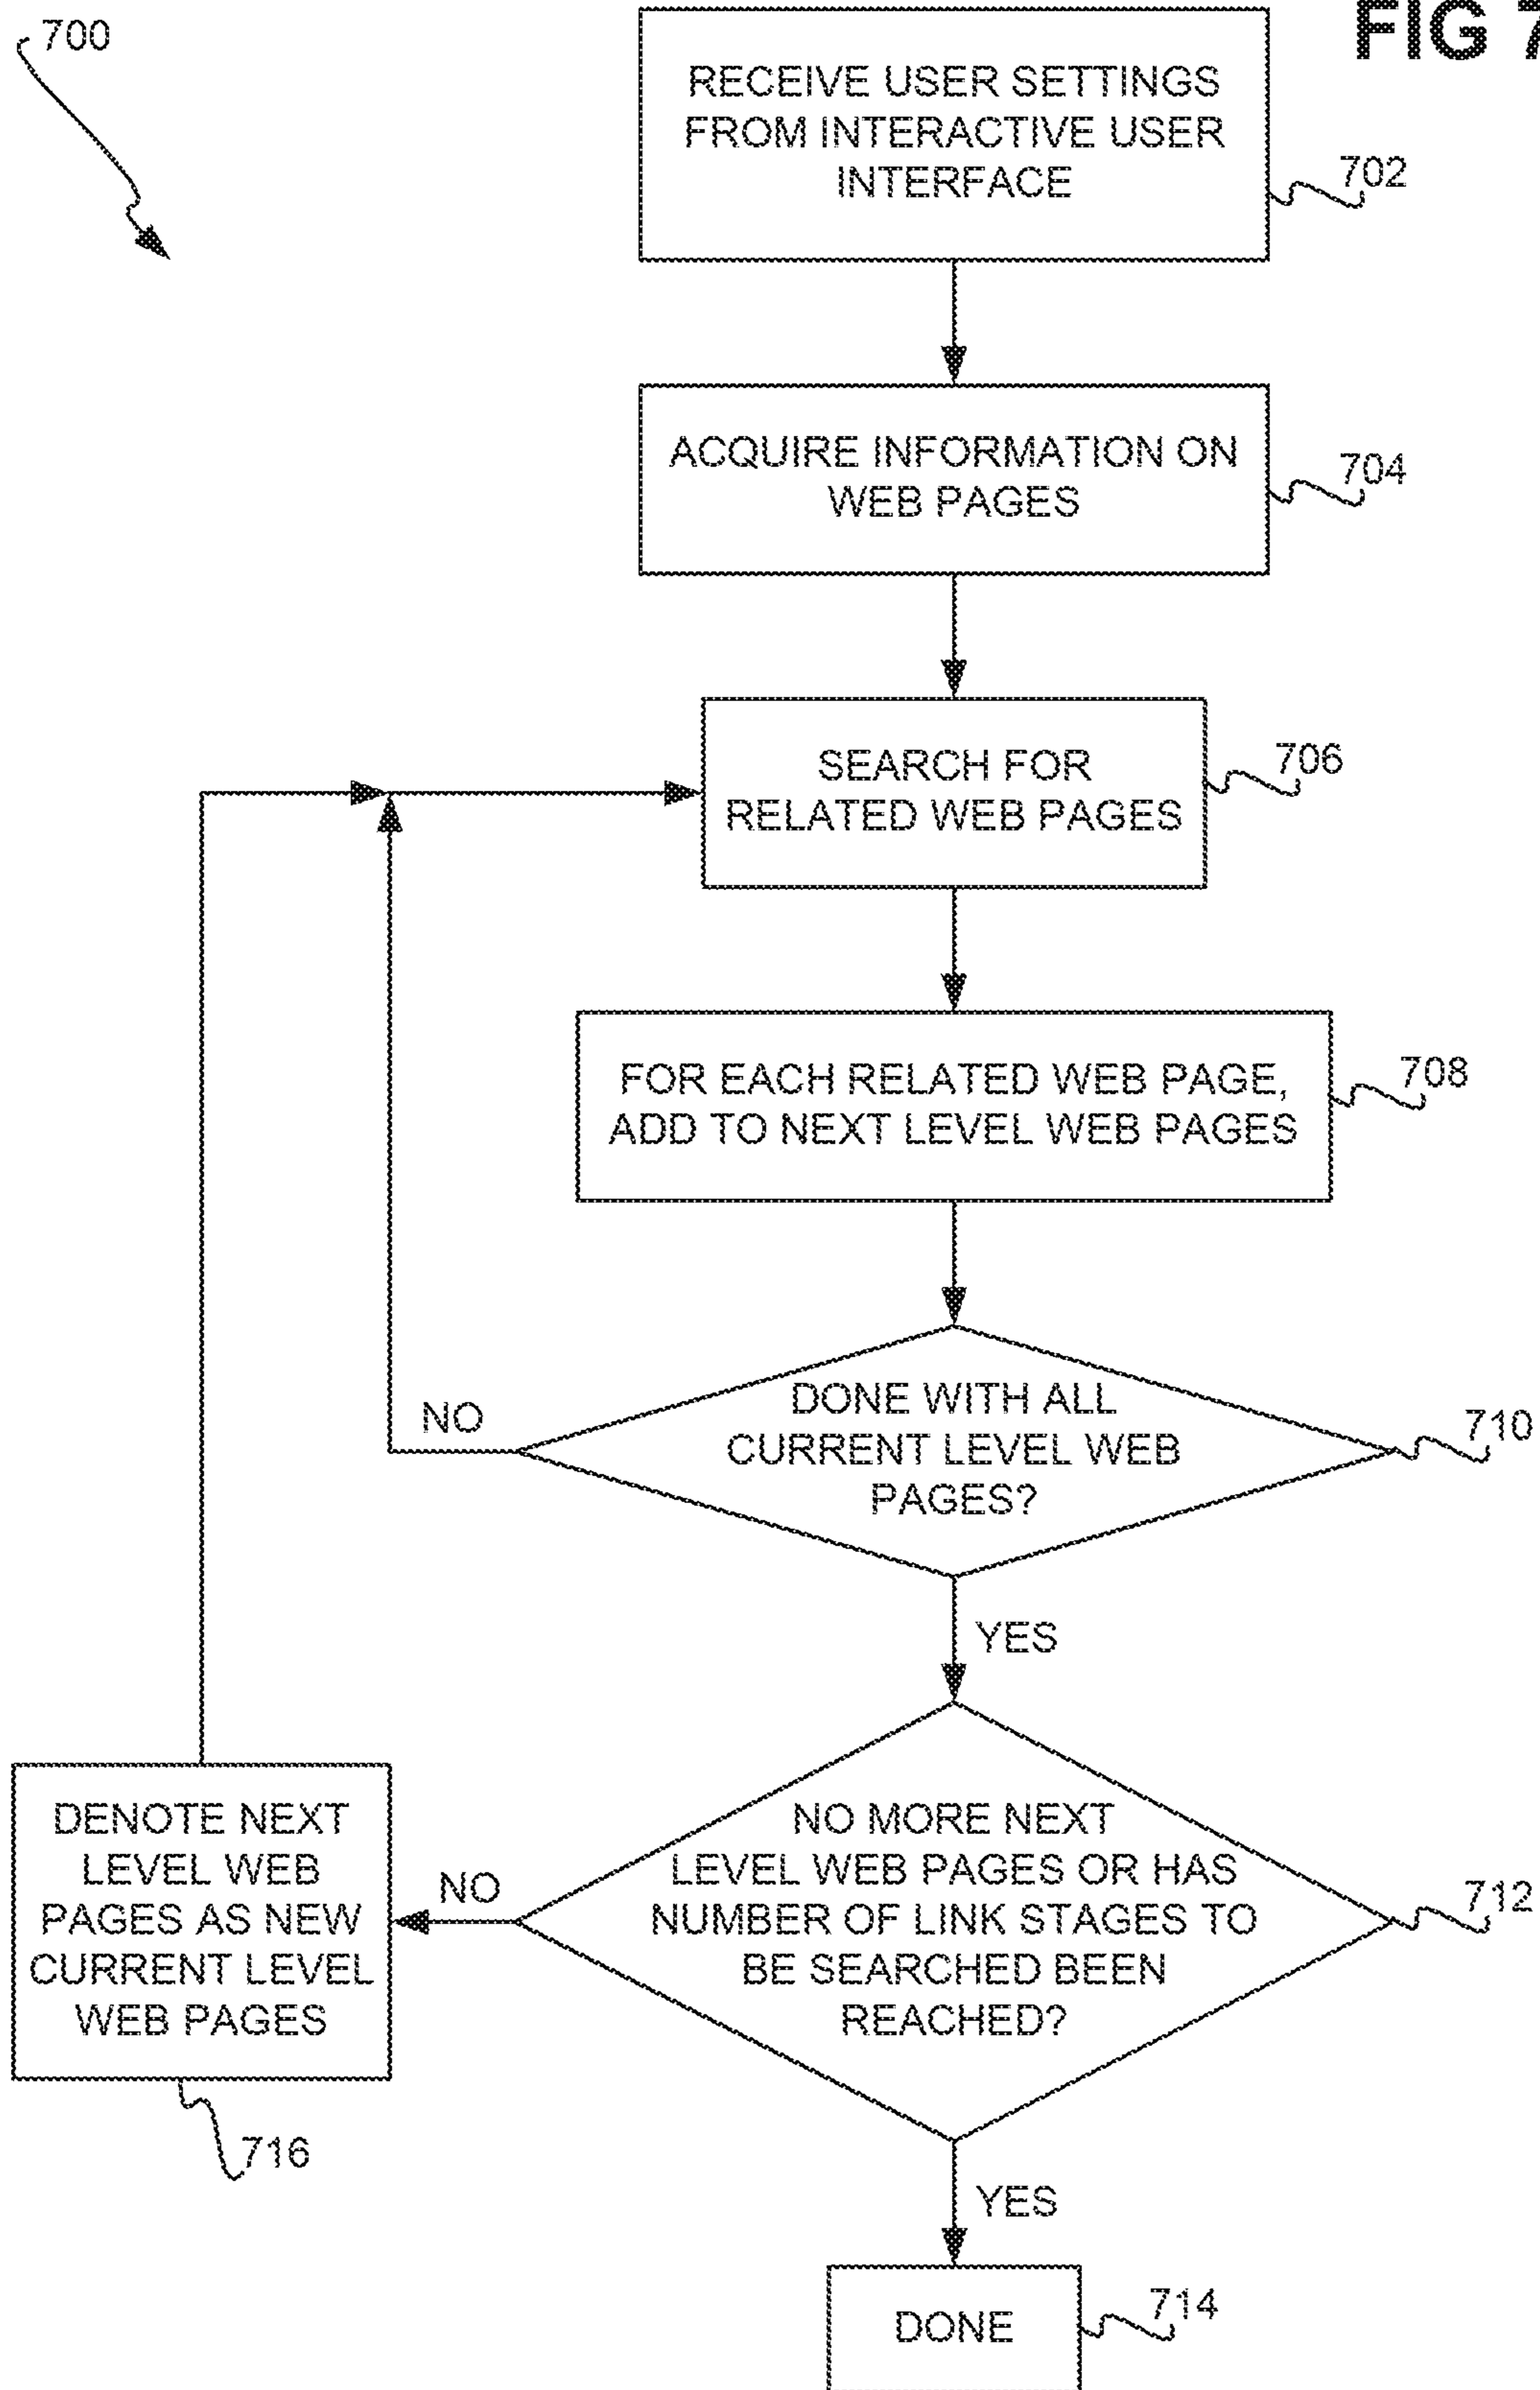 FIG 7
700
RECEIVE USER SETTINGS
FROM INTERACTIVE USER
INTERFACE
702
ACQUIRE INFORMATION ON
WEB PAGES
704
SEARCH FOR
RELATED WEB PAGES
706
FOR EACH RELATED WEB PAGE,
ADD TO NEXT LEVEL WEB PAGES
708
DONE WITH ALL
CURRENT LEVEL WEB
PAGES?
710
NO
YES
NO MORE NEXT
LEVEL WEB PAGES OR HAS
NUMBER OF LINK STAGES TO
BE SEARCHED BEEN
REACHED?
712
NO
DENOTE NEXT
LEVEL WEB
PAGES AS NEW
CURRENT LEVEL
WEB PAGES
716
YES
DONE
714